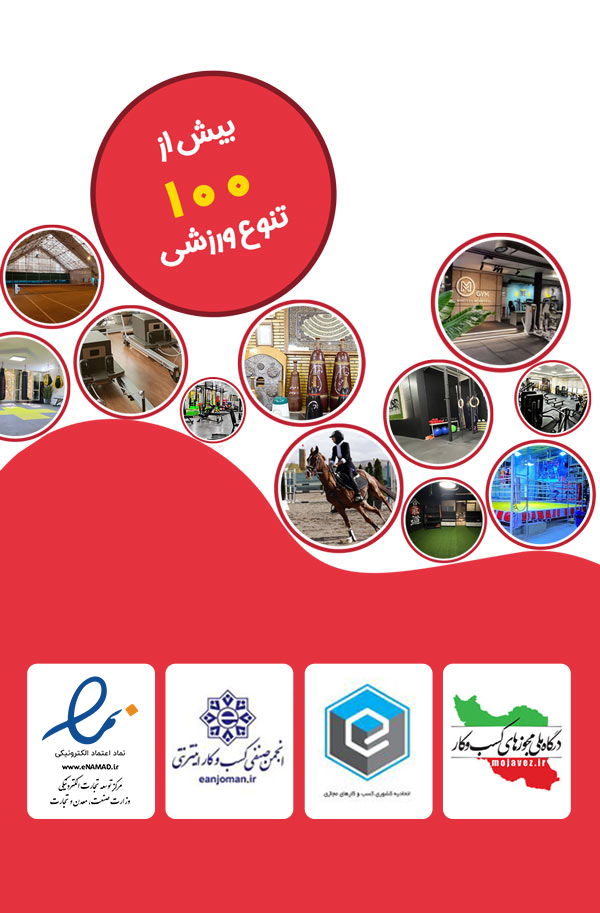 بیش از
۱۰۰
تنوع ورزشی
GYM
نماد اعتماد الکترونیکی
www.eNAMAD.ir
مرکز توسعه تجارت الکترونیکی
وزارت صنعت، معدن و تجارت
انجمن صنفی کسب و کار اینترنتی
eanjoman.ir
اتحادیه کشوری کسب و کارهای مجازی
درگاه ملی مجوزهای کسب و کار
mojavez.ir